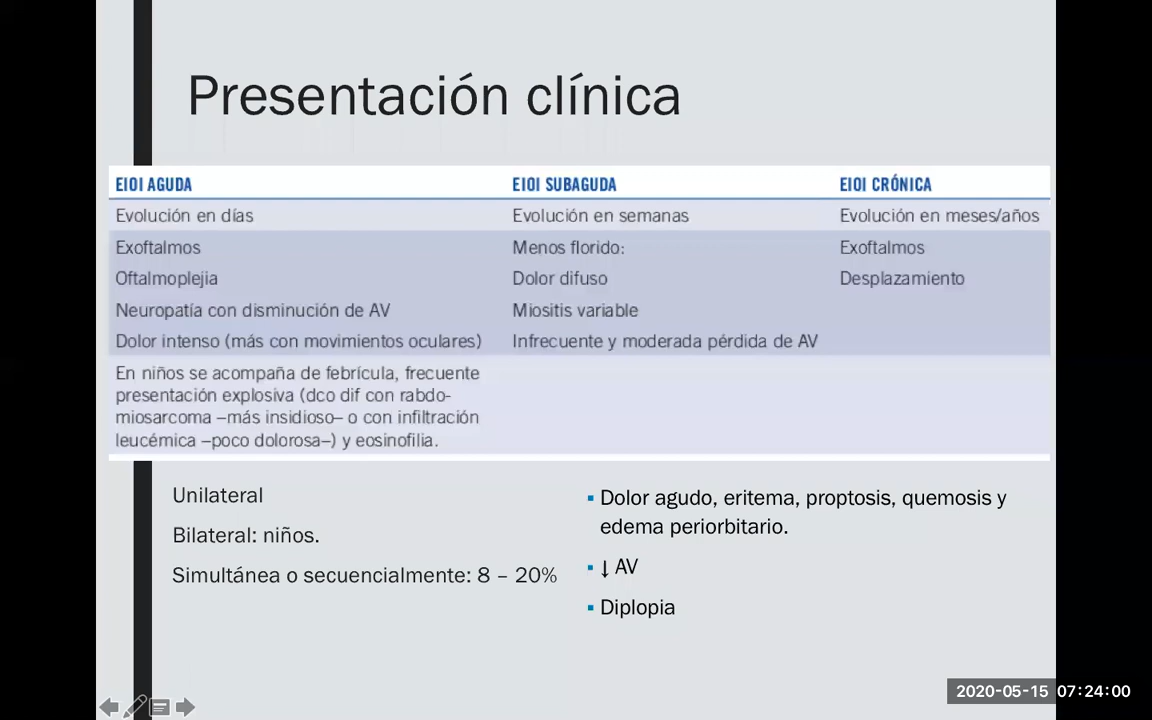 Presentación clínica
EIOI AGUDA EIOI SUBAGUDA EIOI CRÓNICA
Evolución en días Evolución en semanas Evolución en meses/años
Exoftalmos Menos florido: Exoftalmos
Oftalmoplejia Dolor difuso Desplazamiento
Neuropatía con disminución de AV Miositis variable
Dolor intenso (más con movimientos oculares) Infrecuente y moderada pérdida de AV
En niños se acompaña de febrícula, frecuente
presentación explosiva (dco dif con rabdo-
miosarcoma –más insidioso– o con infiltración
leucémica –poco dolorosa–) y eosinofilia.
Unilateral
Bilateral: niños.
Simultánea o secuencialmente: 8 – 20%
▪ Dolor agudo, eritema, proptosis, quemosis y
edema periorbitario.
▪ ↓ AV
▪ Diplopia
2020-05-15 07:24:00